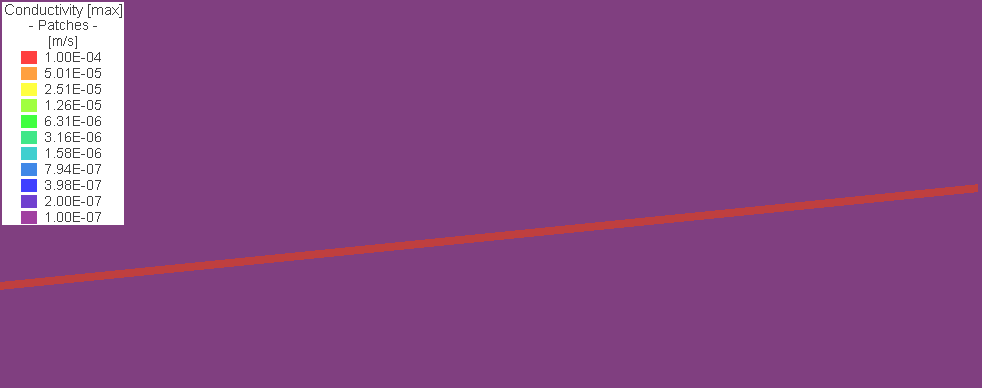 Conductivity [max]
- Patches -
[m/s]
1.00E-04
5.01E-05
2.51E-05
1.26E-05
6.31E-06
3.16E-06
1.58E-06
7.94E-07
3.98E-07
2.00E-07
1.00E-07